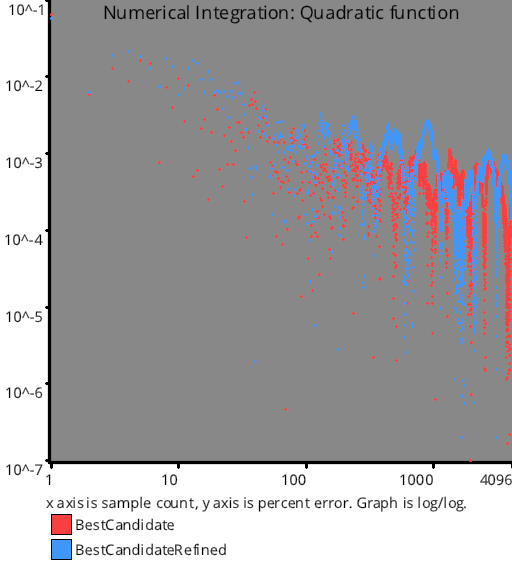 Numerical Integration: Quadratic function
10^-1
10^-2
10^-3
10^-4
10^-5
10^-6
10^-7
1 10 100 1000 4096
x axis is sample count, y axis is percent error. Graph is log/log.
BestCandidate
BestCandidateRefined